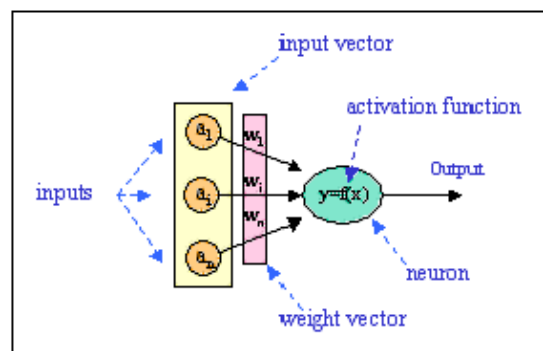 input vector
activation function
a1
w1
Output
inputs
ai
wi
y=f(x)
wn
an
neuron
weight vector